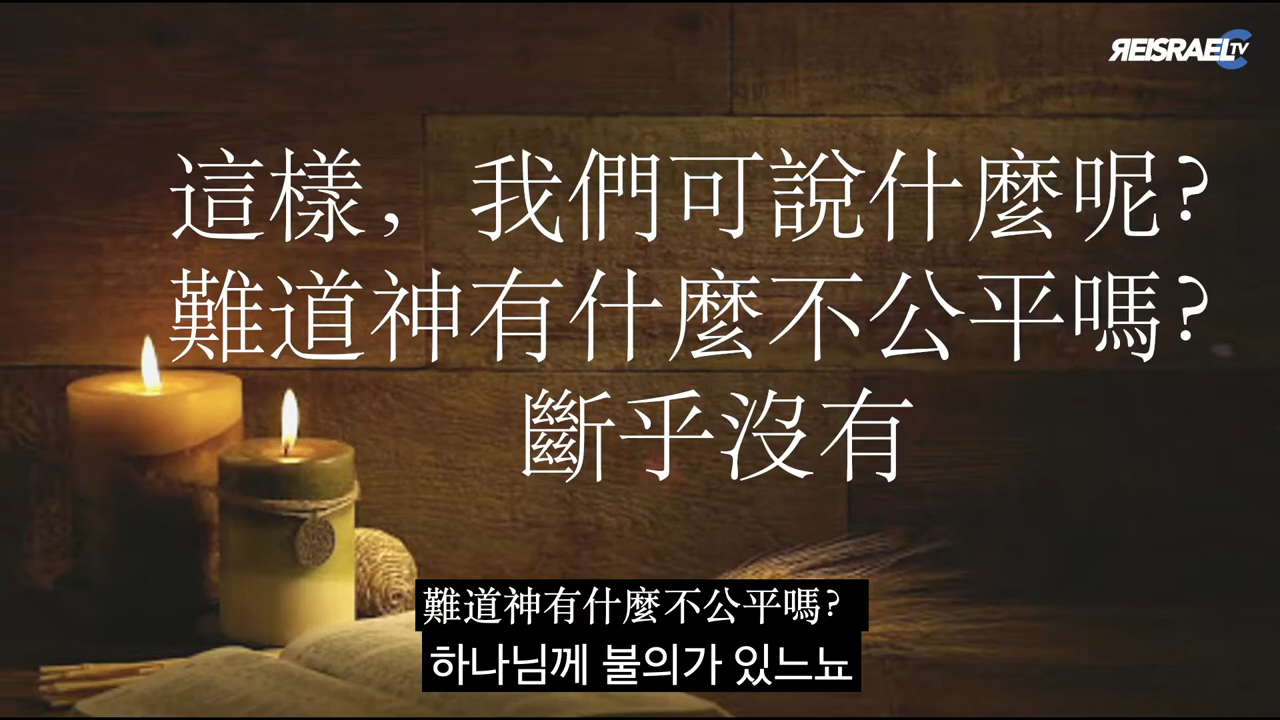 ЯEISRAEL TV
這樣，我們可說什麼呢？
難道神有什麼不公平嗎？
斷乎沒有
難道神有什麼不公平嗎？
하나님께 불의가 있느뇨